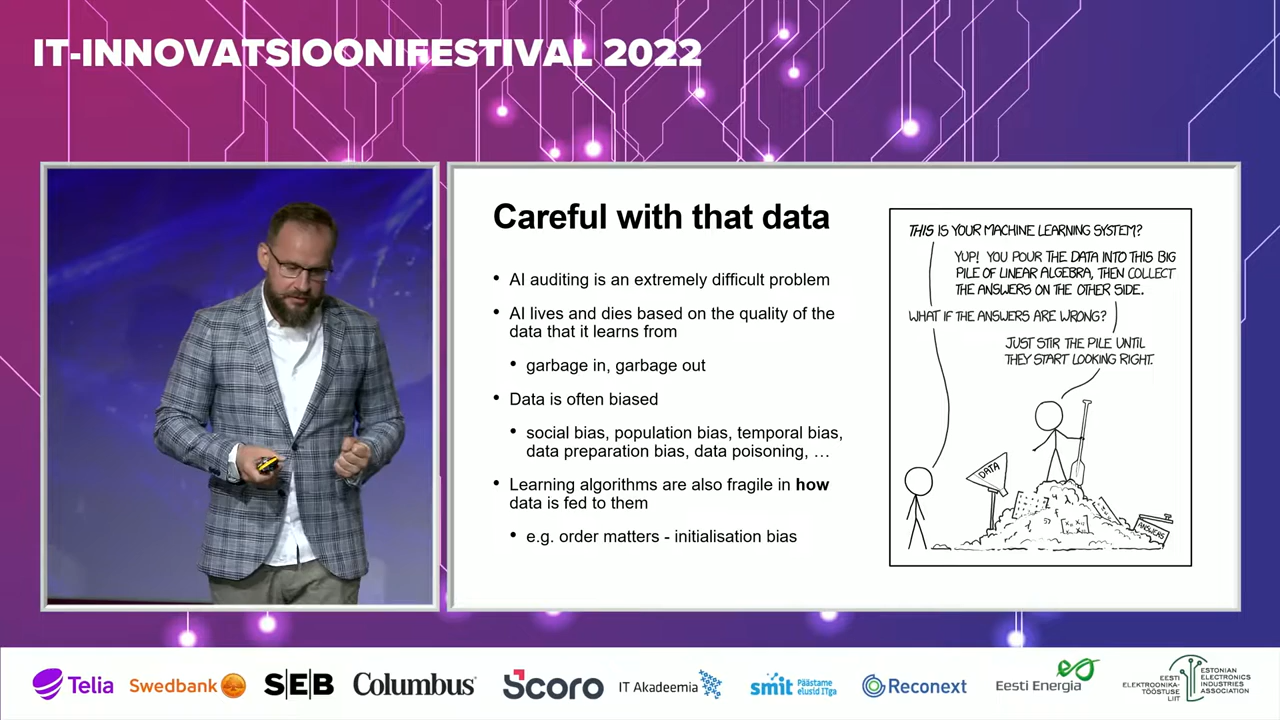 IT-INNOVATSIOONIFESTIVAL 2022
Careful with that data
• AI auditing is an extremely difficult problem
• AI lives and dies based on the quality of the
data that it learns from
• garbage in, garbage out
• Data is often biased
• social bias, population bias, temporal bias,
data preparation bias, data poisoning, …
• Learning algorithms are also fragile in how
data is fed to them
• e.g. order matters - initialisation bias
THIS IS YOUR MACHINE LEARNING SYSTEM?
YUP! YOU POUR THE DATA INTO THIS BIG
PILE OF LINEAR ALGEBRA, THEN COLLECT
THE ANSWERS ON THE OTHER SIDE.
WHAT IF THE ANSWERS ARE WRONG?
JUST STIR THE PILE UNTIL
THEY START LOOKING RIGHT.
DATA
ANSWERS
Telia
Swedbank
SEB
Columbus
Scoro
IT Akadeemia
smit
Päästame
elusid ITga
Reconext
Eesti Energia
EESTI
ELEKTROONIKA-
TÖÖSTUSE
LIIT
ESTONIAN
ELECTRONICS
INDUSTRIES
ASSOCIATION